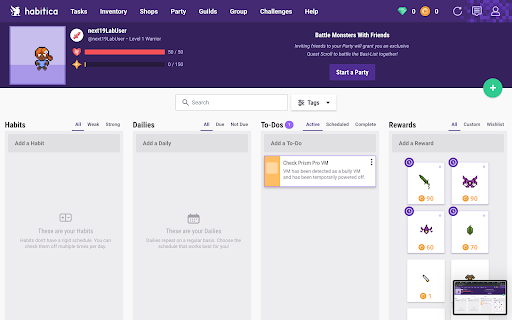 habitica Tasks Inventory Shops Party Guilds Group Challenges Help 0 0
next19LabUser
@next19LabUser - Level 1 Warrior
50 / 50
0 / 150
Battle Monsters With Friends
Inviting friends to your Party will grant you an exclusive
Quest Scroll to battle the Basi-List together!
Start a Party
Search
Tags
Habits All Weak Strong
Add a Habit
These are your Habits
Habits don't have a rigid schedule. You can
check them off multiple times per day.
Dailies All Due Not Due
Add a Daily
These are your Dailies
Dailies repeat on a regular basis. Choose the
schedule that works best for you!
To-Dos 1 Active Scheduled Complete
Add a To-Do
Check Prism Pro VM
VM has been detected as a bully VM
and has been temporarily powered off.
Rewards All Custom Wishlist
Add a Reward
90
90
60
70
1